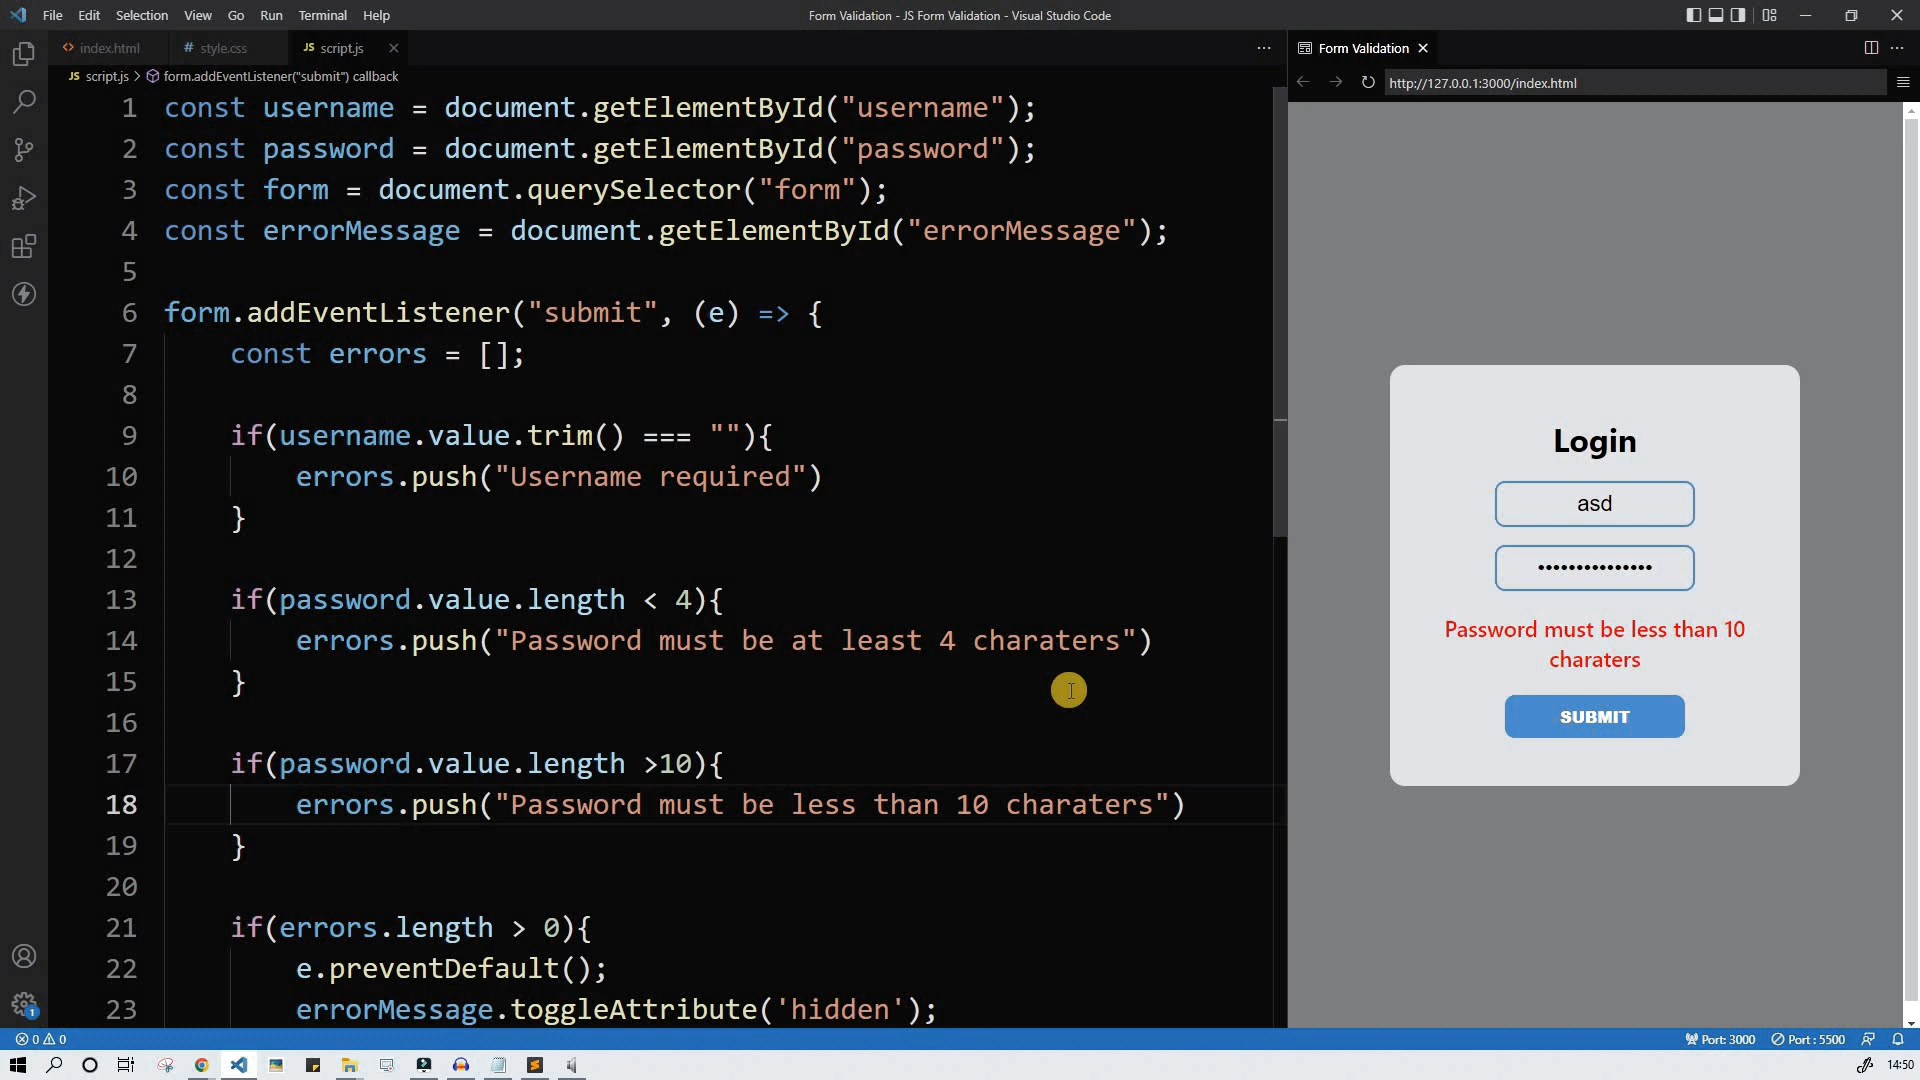 File Edit Selection View Go Run Terminal Help
Form Validation - JS Form Validation - Visual Studio Code
index.html
# style.css
JS script.js
Form Validation
JS script.js > form.addEventListener("submit") callback
http://127.0.0.1:3000/index.html
1 const username = document.getElementById("username");
2 const password = document.getElementById("password");
3 const form = document.querySelector("form");
4 const errorMessage = document.getElementById("errorMessage");
5
6 form.addEventListener("submit", (e) => {
7 const errors = [];
8
9 if(username.value.trim() === ""){
10 errors.push("Username required")
11 }
12
13 if(password.value.length < 4){
14 errors.push("Password must be at least 4 charaters")
15 }
16
17 if(password.value.length >10){
18 errors.push("Password must be less than 10 charaters")
19 }
20
21 if(errors.length > 0){
22 e.preventDefault();
23 errorMessage.toggleAttribute('hidden');
Login
asd
•••••••••••••••
Password must be less than 10
charaters
SUBMIT
1
0 0
Port: 3000 Port : 5500
14:50